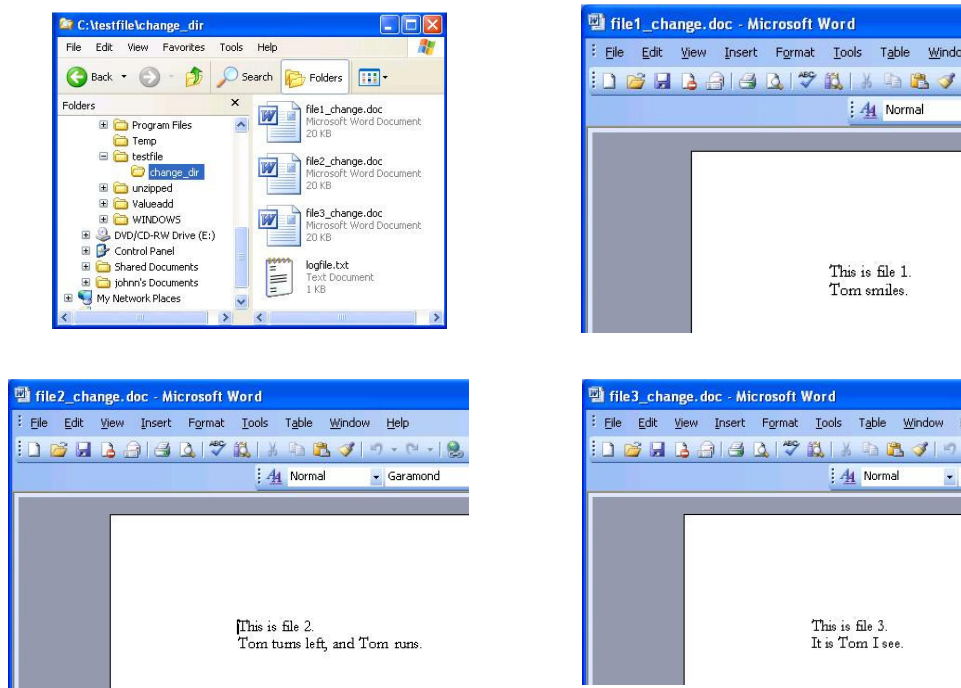 C:\testfile\change_dir
File Edit View Favorites Tools Help
Back Search Folders
Folders
Program Files
Temp
testfile
change_dir
unzipped
Valueadd
WINDOWS
DVD/CD-RW Drive (E:)
Control Panel
Shared Documents
johnn's Documents
My Network Places
file1_change.doc
Microsoft Word Document
20 KB
file2_change.doc
Microsoft Word Document
20 KB
file3_change.doc
Microsoft Word Document
20 KB
logfile.txt
Text Document
1 KB
file1_change.doc - Microsoft Word
File Edit View Insert Format Tools Table Windo
Normal
This is file 1.
Tom smiles.
file2_change.doc - Microsoft Word
File Edit View Insert Format Tools Table Window Help
Normal Garamond
This is file 2.
Tom turns left, and Tom runs.
file3_change.doc - Microsoft Word
File Edit View Insert Format Tools Table Window
Normal
This is file 3.
It is Tom I see.